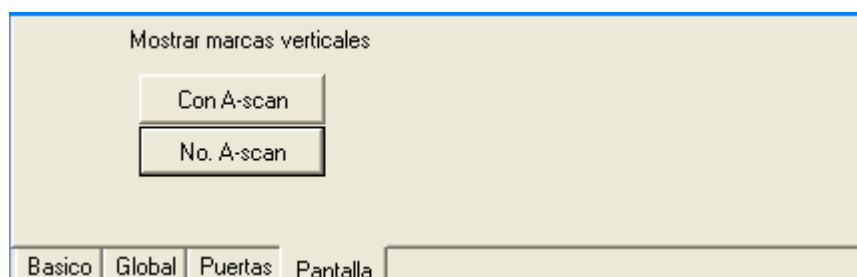 Mostrar marcas verticales
Con A-scan
No. A-scan
Basico Global Puertas Pantalla